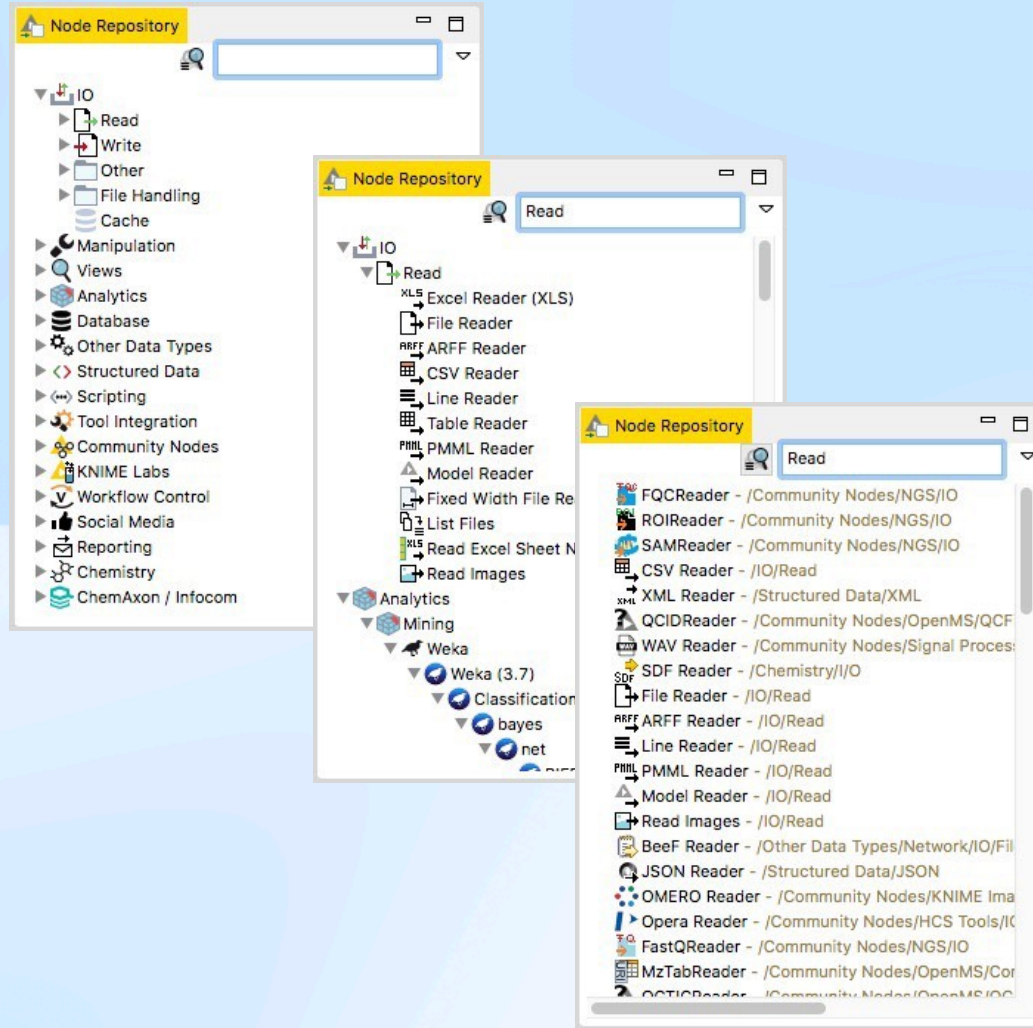 Node Repository
IO
Read
Write
Other
File Handling
Cache
Manipulation
Views
Analytics
Database
Other Data Types
Structured Data
Scripting
Tool Integration
Community Nodes
KNIME Labs
Workflow Control
Social Media
Reporting
Chemistry
ChemAxon / Infocom
Node Repository
Read
IO
Read
XLS Excel Reader (XLS)
File Reader
ARFF ARFF Reader
CSV Reader
Line Reader
Table Reader
PMML PMML Reader
Model Reader
Fixed Width File Re
List Files
XLS Read Excel Sheet N
Read Images
Analytics
Mining
Weka
Weka (3.7)
Classification
bayes
net
Node Repository
Read
FQCReader - /Community Nodes/NGS/IO
ROIReader - /Community Nodes/NGS/IO
SAMReader - /Community Nodes/NGS/IO
CSV Reader - /IO/Read
XML XML Reader - /Structured Data/XML
QCIDReader - /Community Nodes/OpenMS/QCF
WAV Reader - /Community Nodes/Signal Process
SDF SDF Reader - /Chemistry/I/O
File Reader - /IO/Read
ARFF ARFF Reader - /IO/Read
Line Reader - /IO/Read
PMML PMML Reader - /IO/Read
Model Reader - /IO/Read
Read Images - /IO/Read
BeeF Reader - /Other Data Types/Network/IO/Fil
JSON Reader - /Structured Data/JSON
OMERO Reader - /Community Nodes/KNIME Ima
Opera Reader - /Community Nodes/HCS Tools/IO
FastQReader - /Community Nodes/NGS/IO
MzTabReader - /Community Nodes/OpenMS/Con